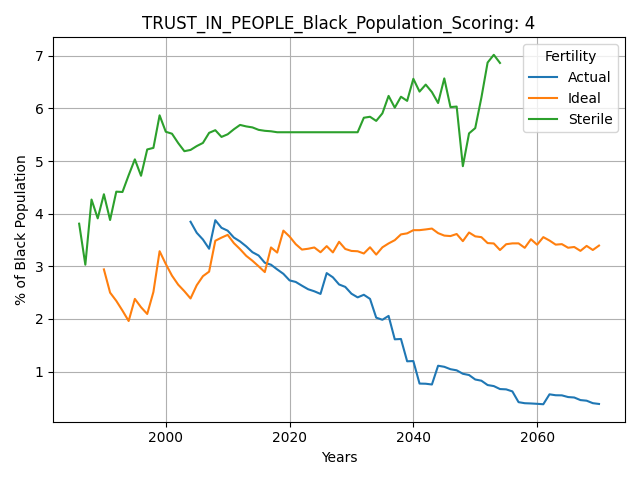 TRUST_IN_PEOPLE_Black_Population_Scoring: 4
Fertility
Actual
Ideal
Sterile
% of Black Population
7
6
5
4
3
2
1
2000 2020 2040 2060
Years